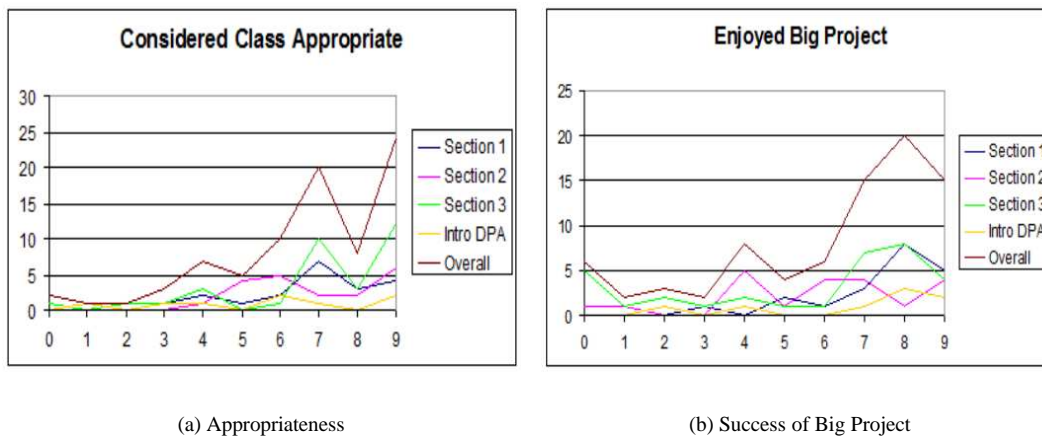 Considered Class Appropriate
30
25
20
15
10
5
0
0 1 2 3 4 5 6 7 8 9
Section 1
Section 2
Section 3
Intro DPA
Overall
(a) Appropriateness
Enjoyed Big Project
25
20
15
10
5
0
0 1 2 3 4 5 6 7 8 9
Section 1
Section 2
Section 3
Intro DPA
Overall
(b) Success of Big Project